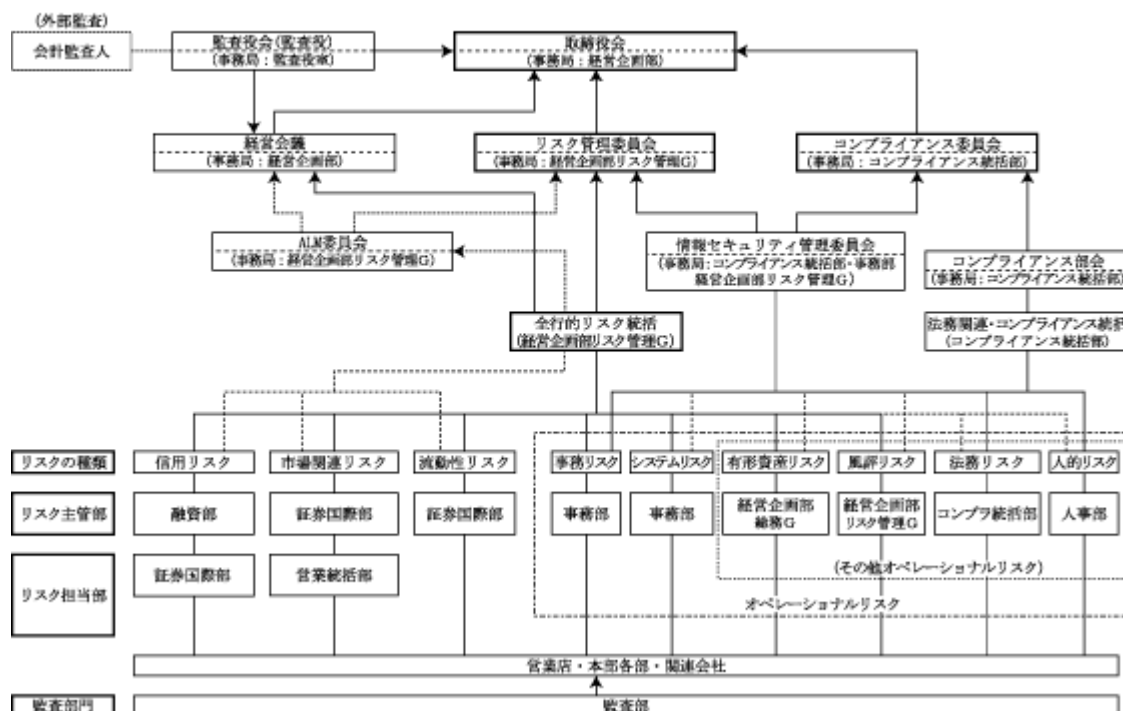 (外部監査)
会計監査人
監査役会(監査役)
(事務局：監査役室)
取締役会
(事務局：経営企画部)
経営会議
(事務局：経営企画部)
リスク管理委員会
(事務局：経営企画部リスク管理G)
コンプライアンス委員会
(事務局：コンプライアンス統括部)
ALM委員会
(事務局：経営企画部リスク管理G)
情報セキュリティ管理委員会
(事務局：コンプライアンス統括部・事務部
経営企画部リスク管理G)
コンプライアンス部会
(事務局：コンプライアンス統括部)
全行的リスク統括
(経営企画部リスク管理G)
法務関連・コンプライアンス統括
(コンプライアンス統括部)
リスクの種類
信用リスク
市場関連リスク
流動性リスク
事務リスク
システムリスク
有形資産リスク
風評リスク
法務リスク
人的リスク
リスク主管部
融資部
証券国際部
証券国際部
事務部
事務部
経営企画部
総務G
経営企画部
リスク管理G
コンプラ統括部
人事部
リスク担当部
証券国際部
営業統括部
(その他オペレーショナルリスク)
オペレーショナルリスク
営業店・本部各部・関連会社
監査部門
監査部